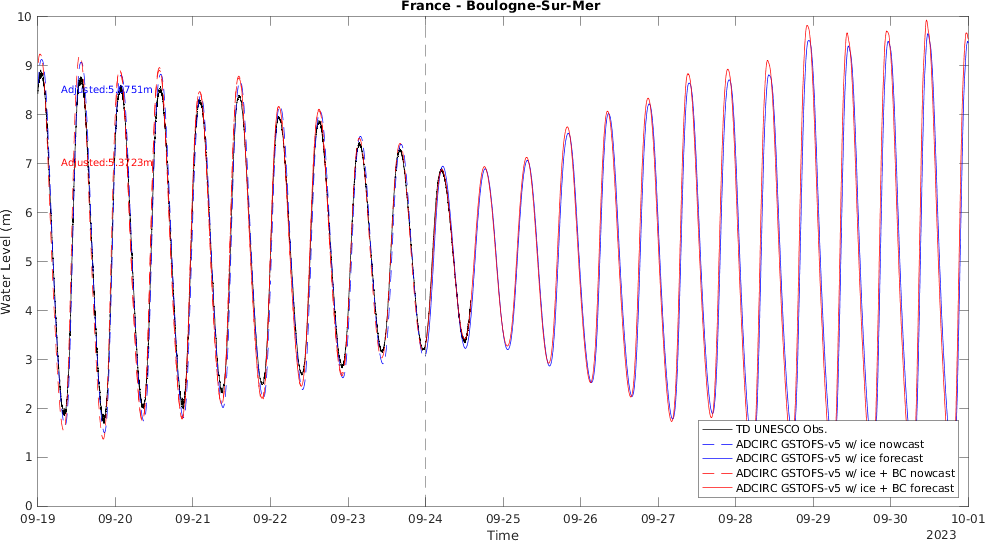 France - Boulogne-Sur-Mer
10
9
8
7
6
5
4
3
2
1
0
Water Level (m)
Adjusted:5.3723m
TD UNESCO Obs.
ADCIRC GSTOFS-v5 w/ ice nowcast
ADCIRC GSTOFS-v5 w/ ice forecast
ADCIRC GSTOFS-v5 w/ ice + BC nowcast
ADCIRC GSTOFS-v5 w/ ice + BC forecast
09-19
09-20
09-21
09-22
09-23
09-24
09-25
09-26
09-27
09-28
09-29
09-30
10-01
Time
2023